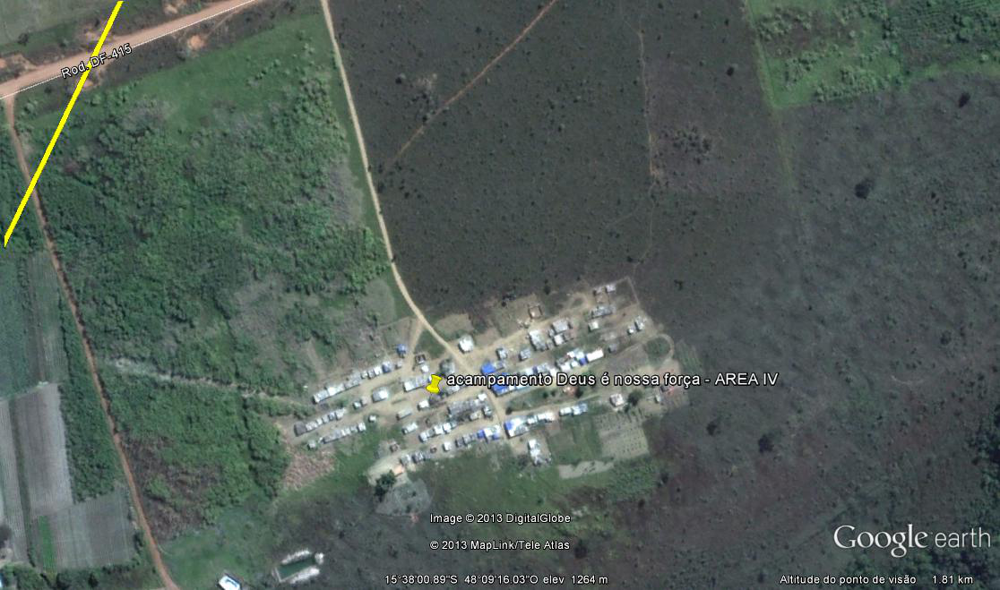 Rod. DF-415
acampamento Deus é nossa força - AREA IV
Image © 2013 DigitalGlobe
© 2013 MapLink/Tele Atlas
Google earth
15°38'00.89"S 48°09'16.03"O elev 1264 m
Altitude do ponto de visão 1.81 km